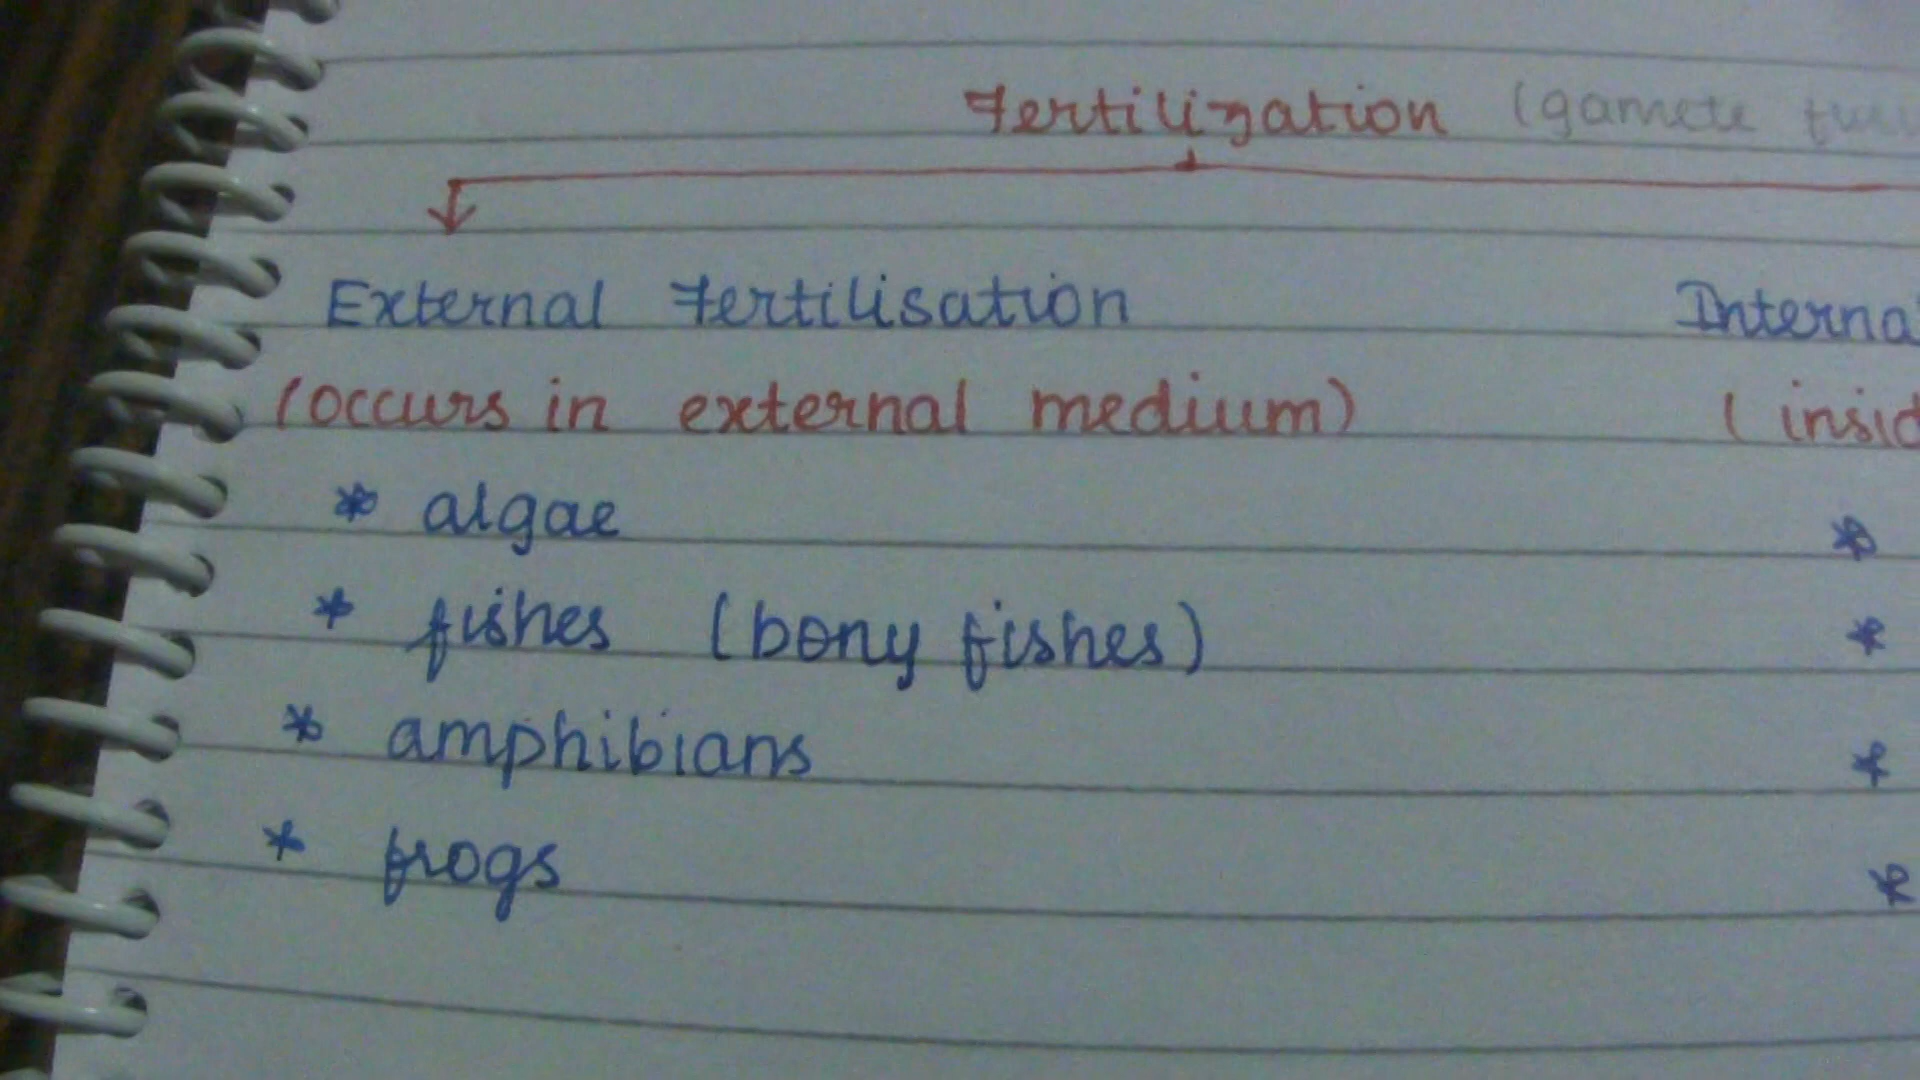 Fertilization (gamete
External Fertilisation Interna
(occurs in external medium) ( insid
* algae *
* fishes (bony fishes) *
* amphibians *
* frogs *